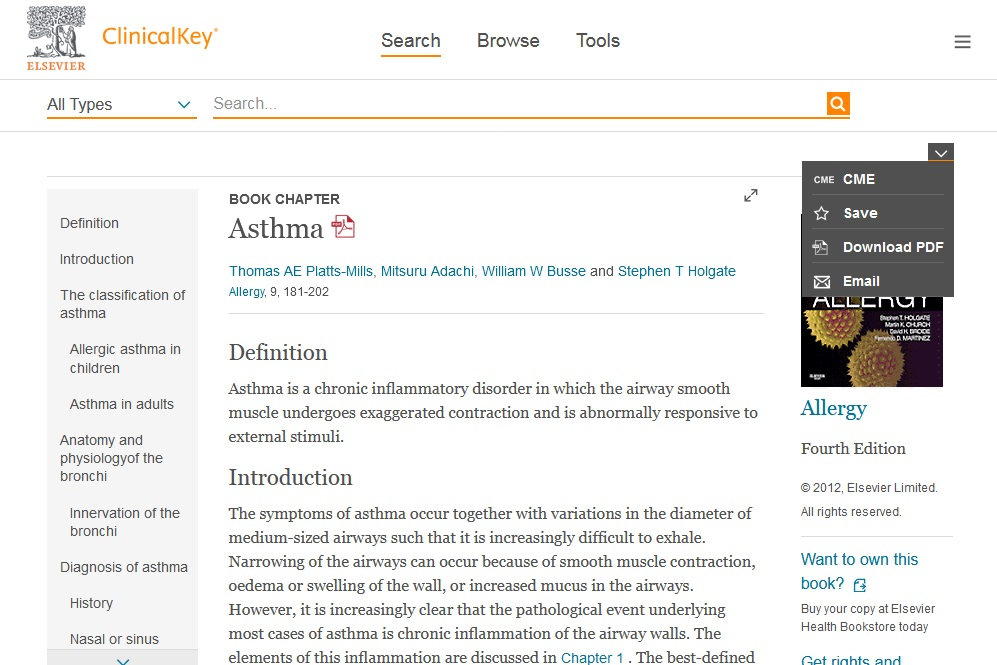 ELSEVIER
ClinicalKey®
Search
Browse
Tools
All Types
Search...
CME CME
Save
Download PDF
Email
Definition
Introduction
The classification of
asthma
Allergic asthma in
children
Asthma in adults
Anatomy and
physiologyof the
bronchi
Innervation of the
bronchi
Diagnosis of asthma
History
Nasal or sinus
BOOK CHAPTER
Asthma
Thomas AE Platts-Mills, Mitsuru Adachi, William W Busse and Stephen T Holgate
Allergy, 9, 181-202
Definition
Asthma is a chronic inflammatory disorder in which the airway smooth
muscle undergoes exaggerated contraction and is abnormally responsive to
external stimuli.
Introduction
The symptoms of asthma occur together with variations in the diameter of
medium-sized airways such that it is increasingly difficult to exhale.
Narrowing of the airways can occur because of smooth muscle contraction,
oedema or swelling of the wall, or increased mucus in the airways.
However, it is increasingly clear that the pathological event underlying
most cases of asthma is chronic inflammation of the airway walls. The
elements of this inflammation are discussed in Chapter 1 . The best-defined
ALLERGY
Stephen T. HOLGATE
Martin K. CHURCH
David H. BROIDE
Fernando D. MARTINEZ
Allergy
Fourth Edition
© 2012, Elsevier Limited.
All rights reserved.
Want to own this
book?
Buy your copy at Elsevier
Health Bookstore today
Get rights and